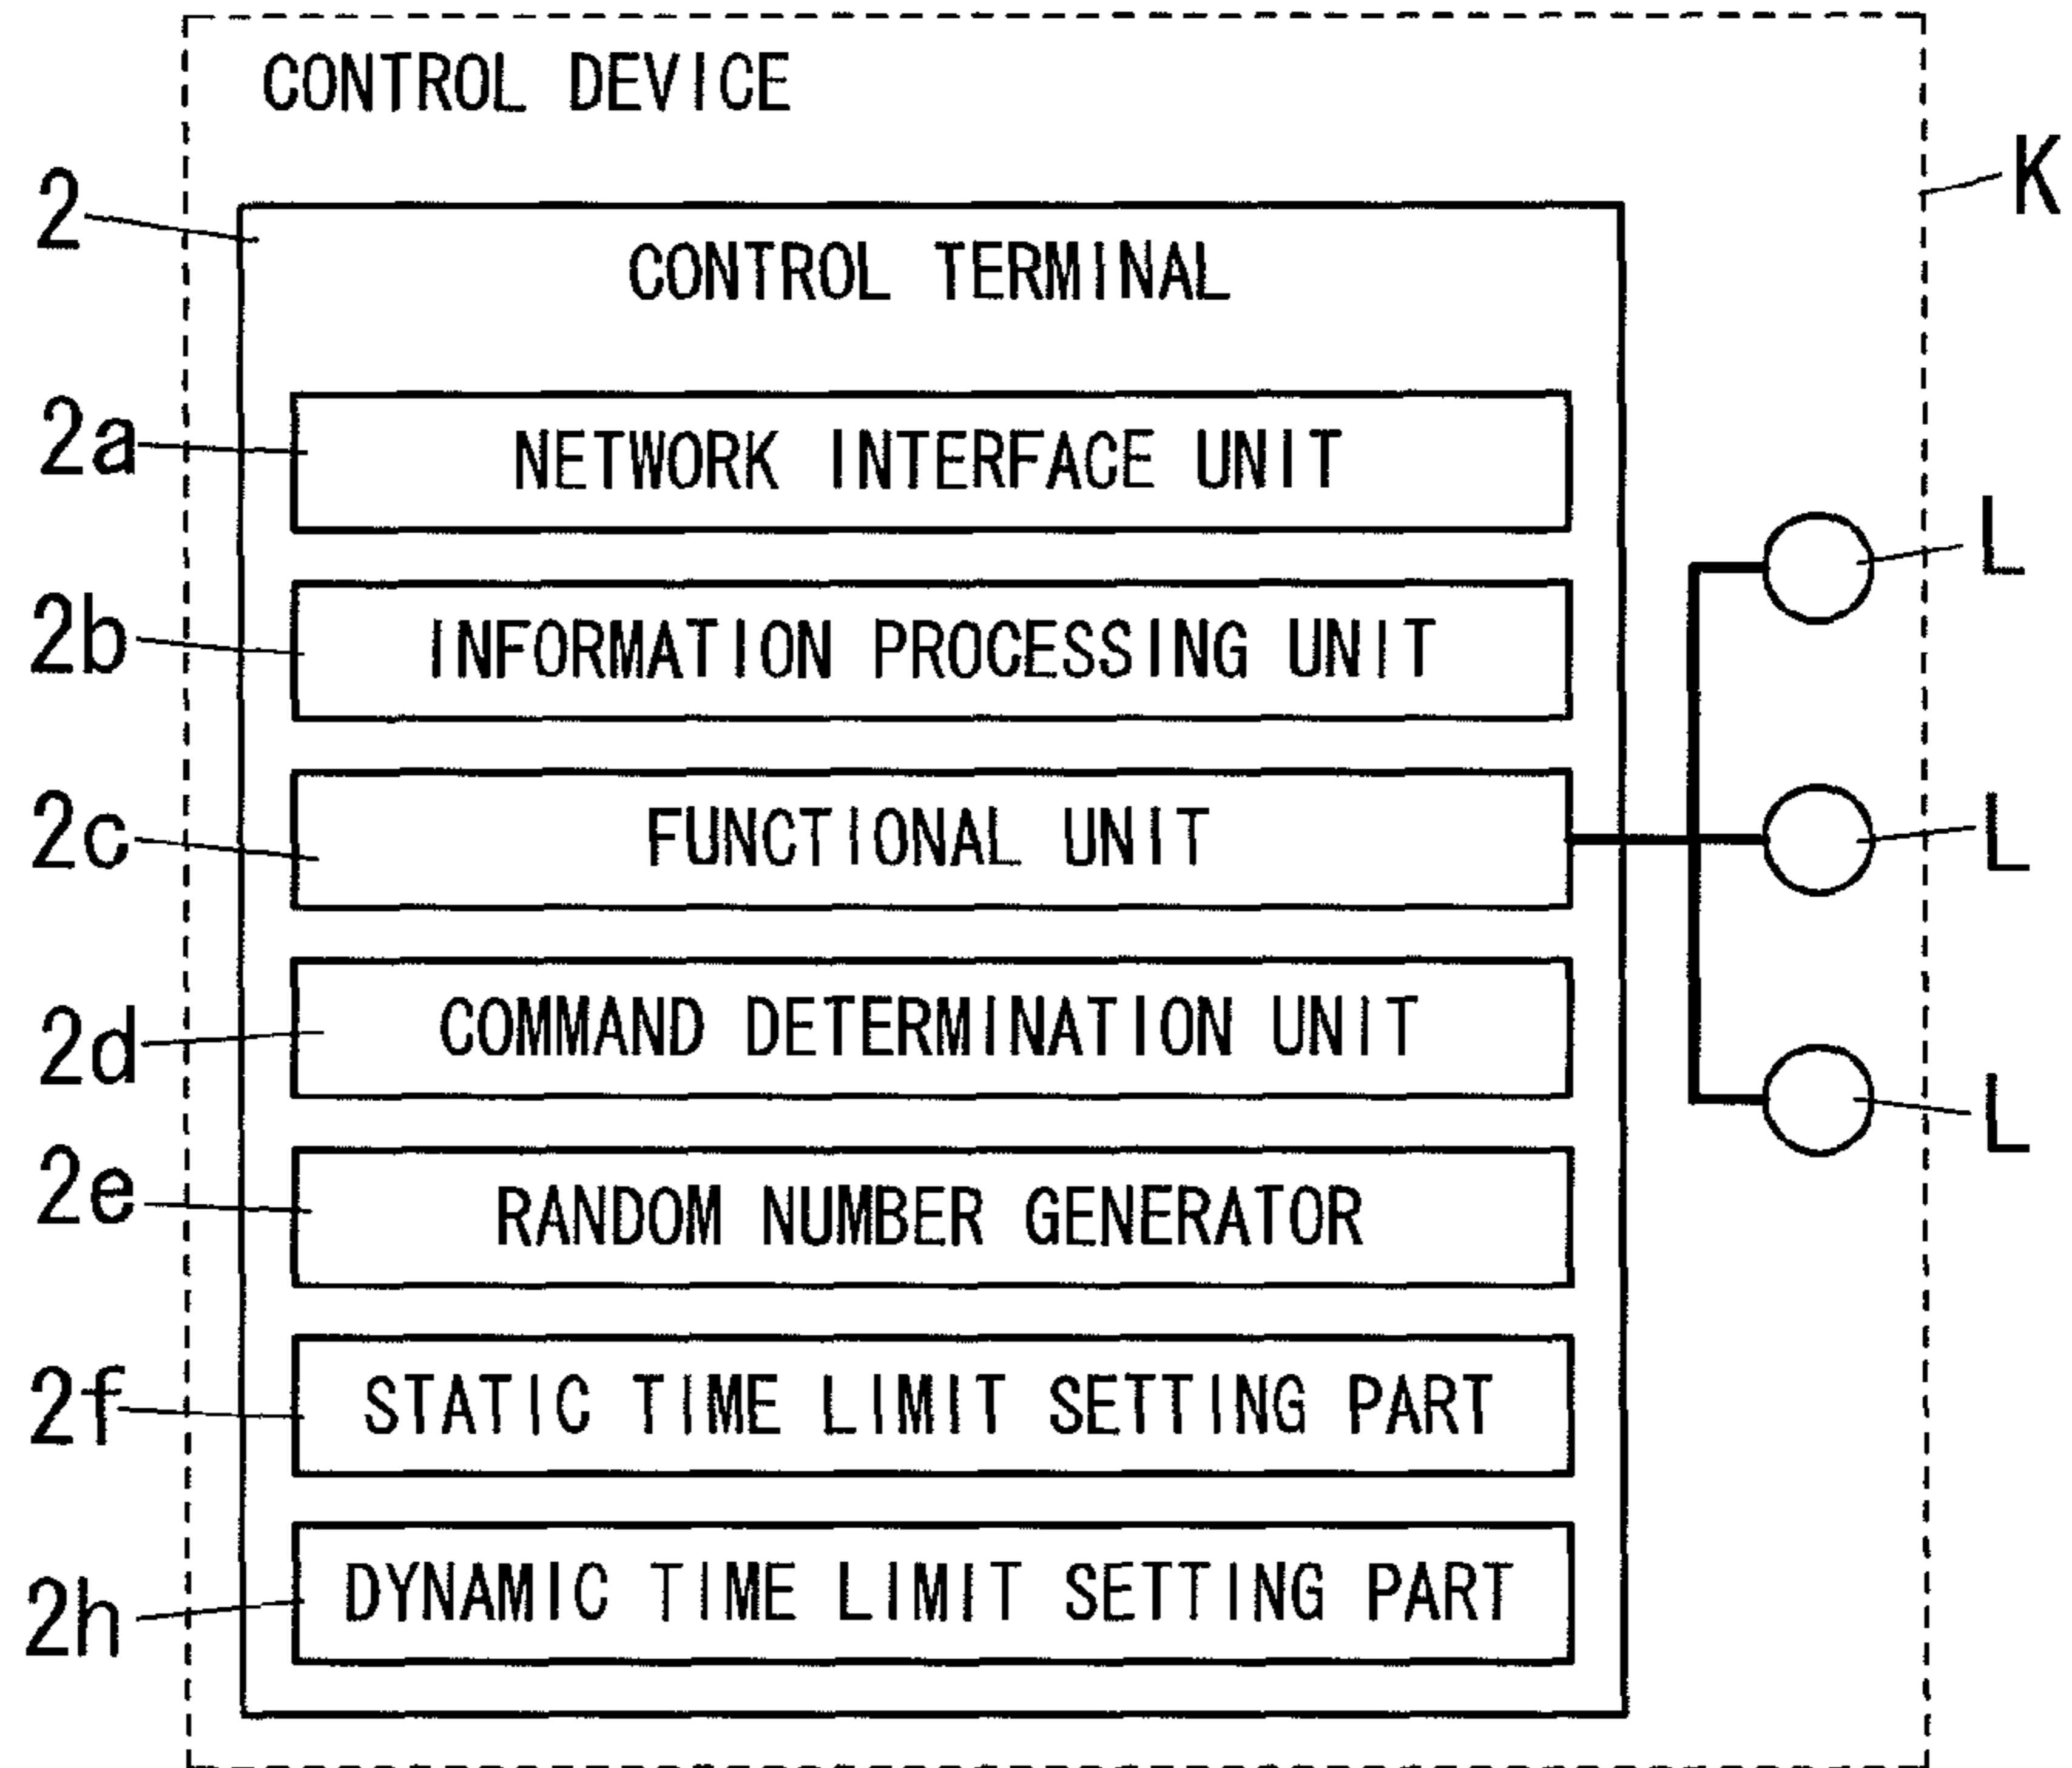 CONTROL DEVICE
K
2
CONTROL TERMINAL
2a
NETWORK INTERFACE UNIT
L
2b
INFORMATION PROCESSING UNIT
2c
FUNCTIONAL UNIT
L
2d
COMMAND DETERMINATION UNIT
L
2e
RANDOM NUMBER GENERATOR
2f
STATIC TIME LIMIT SETTING PART
2h
DYNAMIC TIME LIMIT SETTING PART